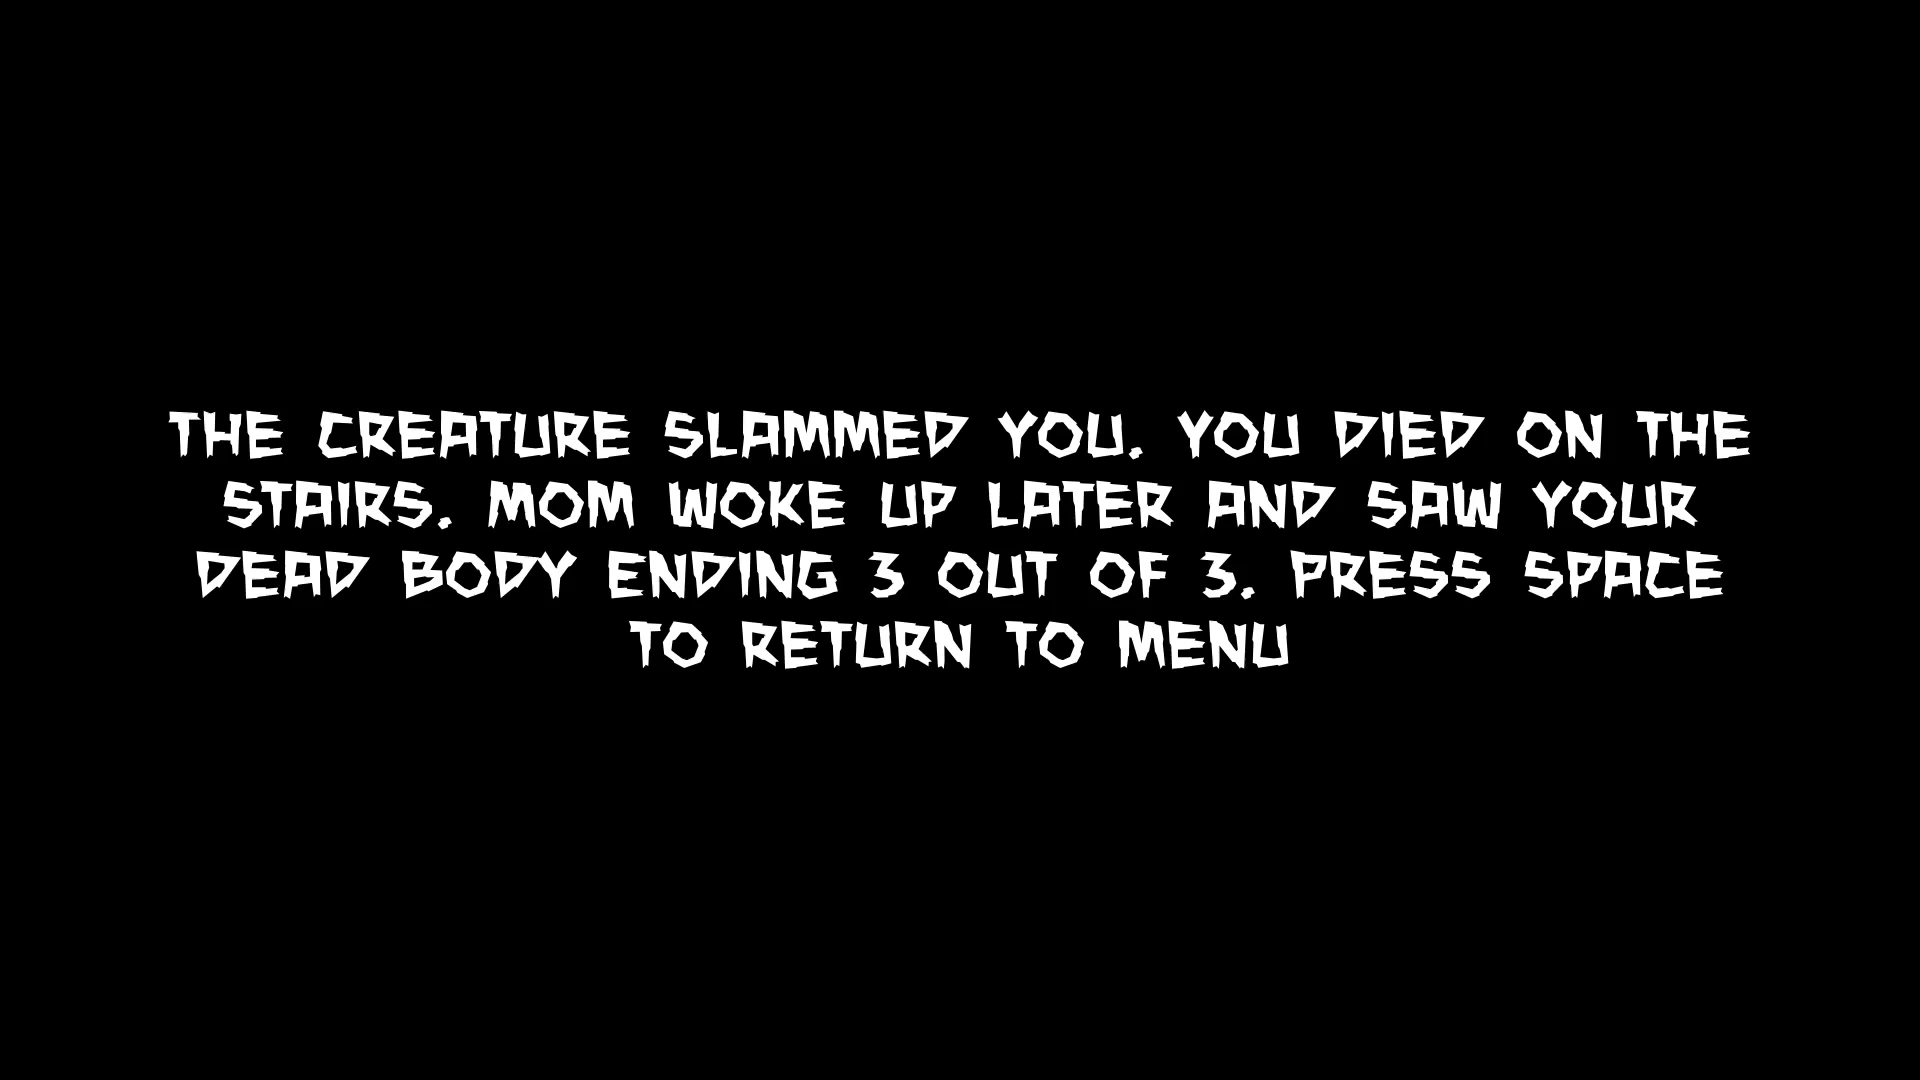 THE CREATURE SLAMMED YOU. YOU DIED ON THE
STAIRS. MOM WOKE UP LATER AND SAW YOUR
DEAD BODY ENDING 3 OUT OF 3. PRESS SPACE
TO RETURN TO MENU